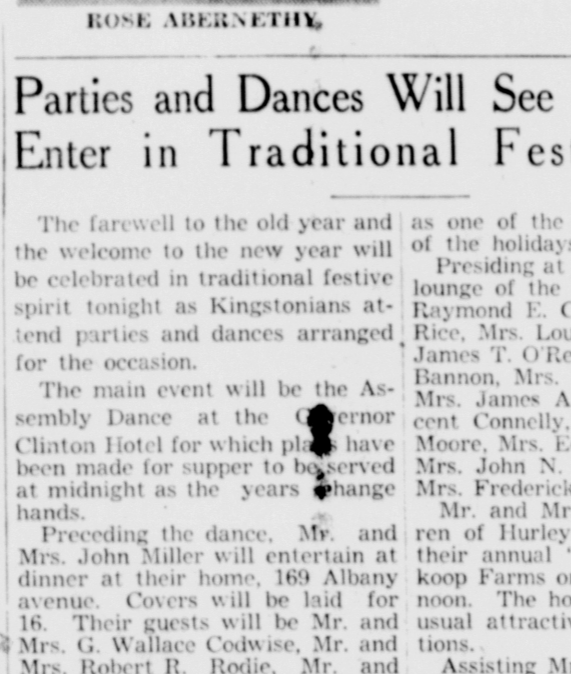 ROSE ABERNETHY,
Parties and Dances Will See
Enter in Traditional Fes
The farewell to the old year and
the welcome to the new year will
be celebrated in traditional festive
spirit tonight as Kingstonians at-
tend parties and dances arranged
for the occasion.
The main event will be the As-
sembly Dance at the
Clinton Hotel for which have
been made for supper to be served
at midnight as the years change
hands.
Preceding the dance, Mr. and
Mrs. John Miller will entertain at
dinner at their home, 169 Albany
avenue. Covers will be laid for
16. Their guests will be Mr. and
Mrs. G. Wallace Codwise, Mr. and
Mrs. Robert R. Rodie, Mr. and
as one of the
of the holidays
Presiding at
lounge of the
Raymond E.
Rice, Mrs. Lou
James T. O'Re
Bannon, Mrs.
Mrs. James A
cent Connelly,
Moore, Mrs. E
Mrs. John N.
Mrs. Frederick
Mr. and Mr
ren of Hurley
their annual
koop Farms
noon. The ho
usual attracti
tions.
Assisting M